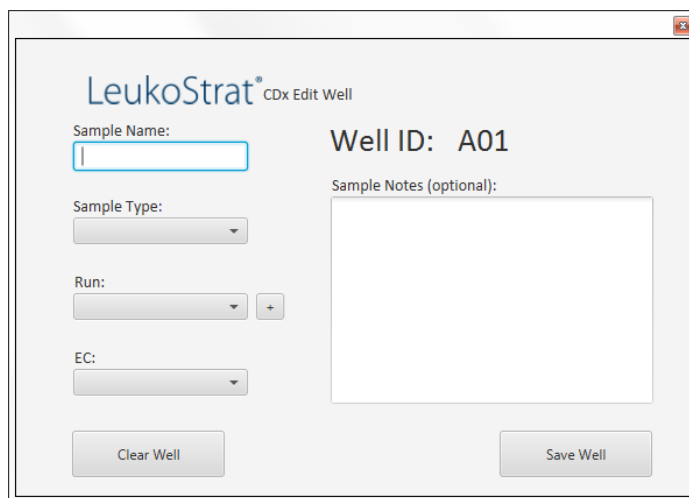 LeukoStrat® CDx Edit Well
Sample Name:
Well ID: A01
Sample Notes (optional):
Sample Type:
Run:
+
EC:
Clear Well
Save Well